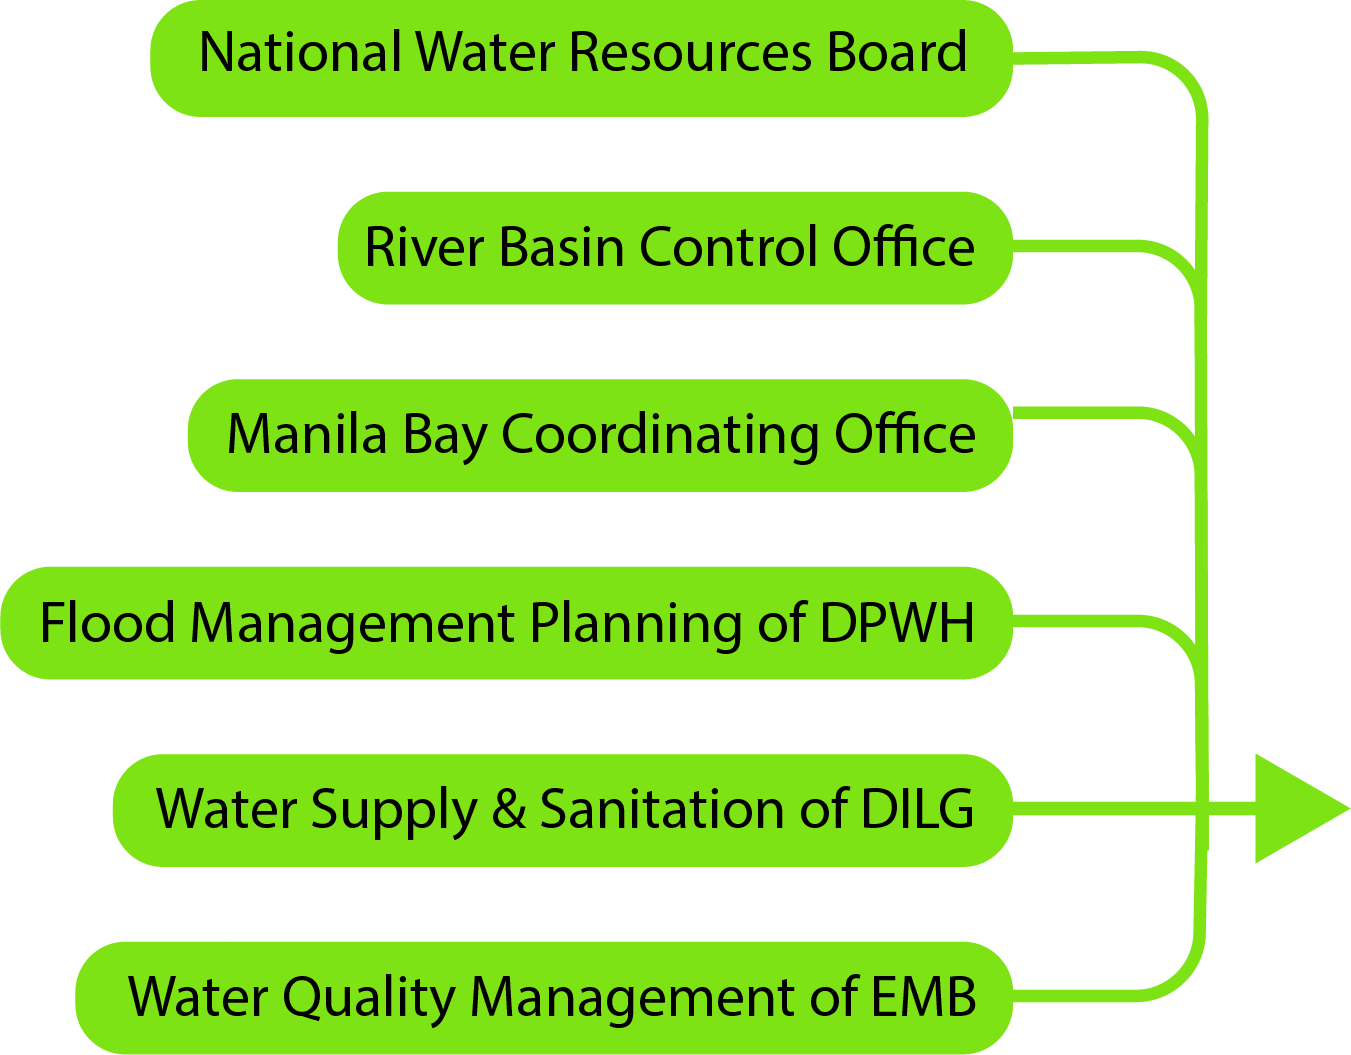 National Water Resources Board
River Basin Control Office
Manila Bay Coordinating Office
Flood Management Planning of DPWH
Water Supply & Sanitation of DILG
Water Quality Management of EMB